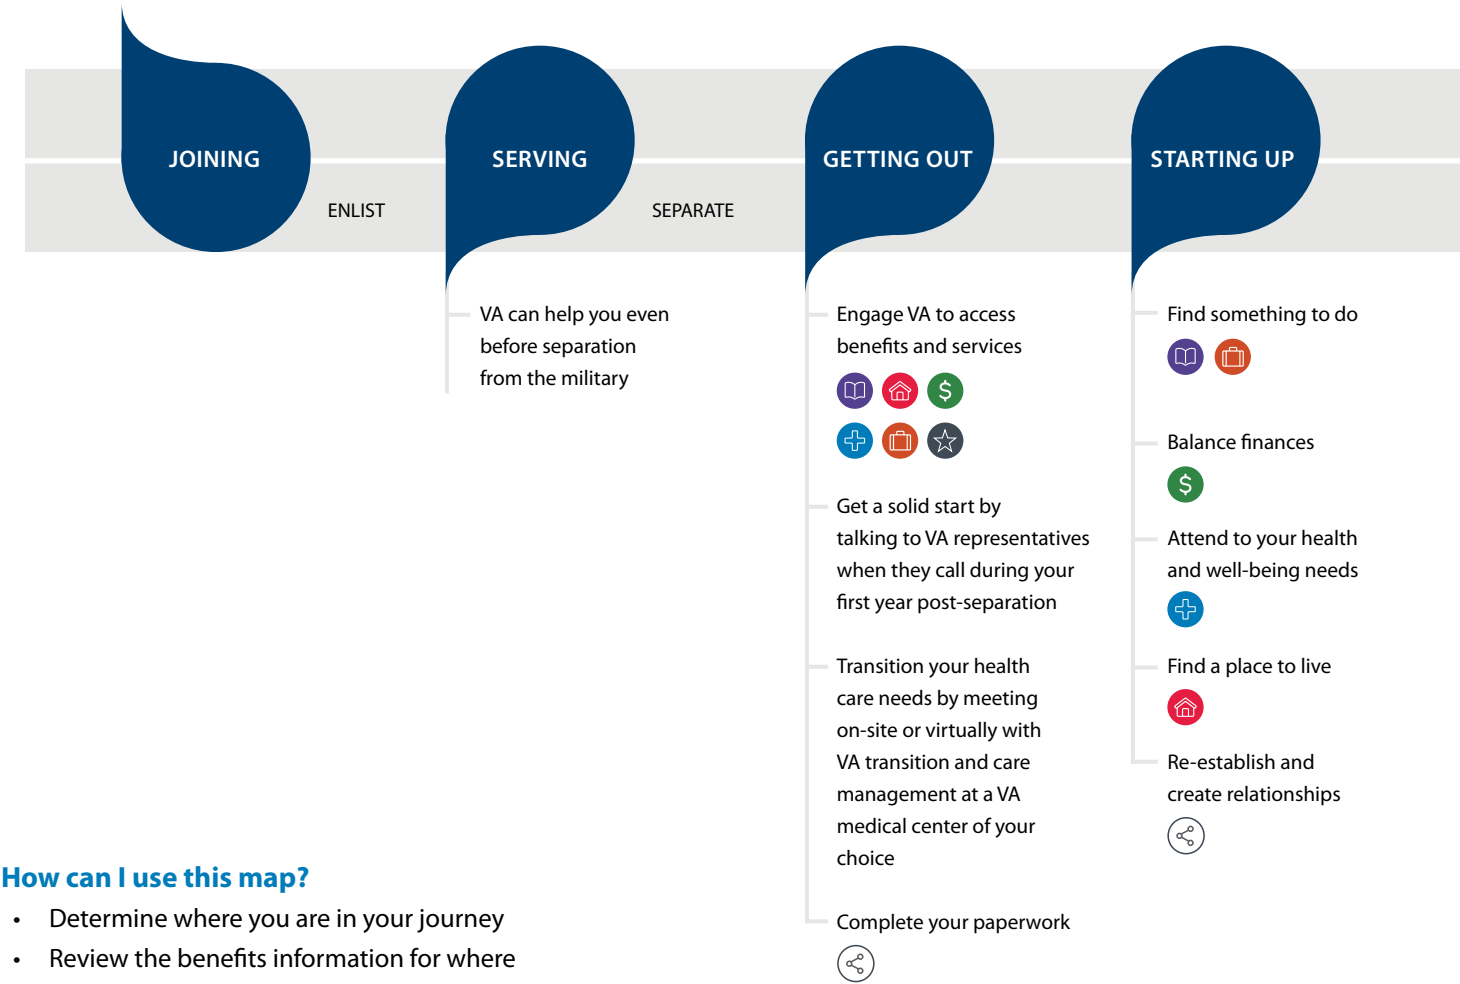 JOINING
ENLIST
SERVING
SEPARATE
GETTING OUT
STARTING UP
VA can help you even
before separation
from the military
Engage VA to access
benefits and services
Get a solid start by
talking to VA representatives
when they call during your
first year post-separation
Transition your health
care needs by meeting
on-site or virtually with
VA transition and care
management at a VA
medical center of your
choice
Complete your paperwork
Find something to do
Balance finances
Attend to your health
and well-being needs
Find a place to live
Re-establish and
create relationships
How can I use this map?
• Determine where you are in your journey
• Review the benefits information for where